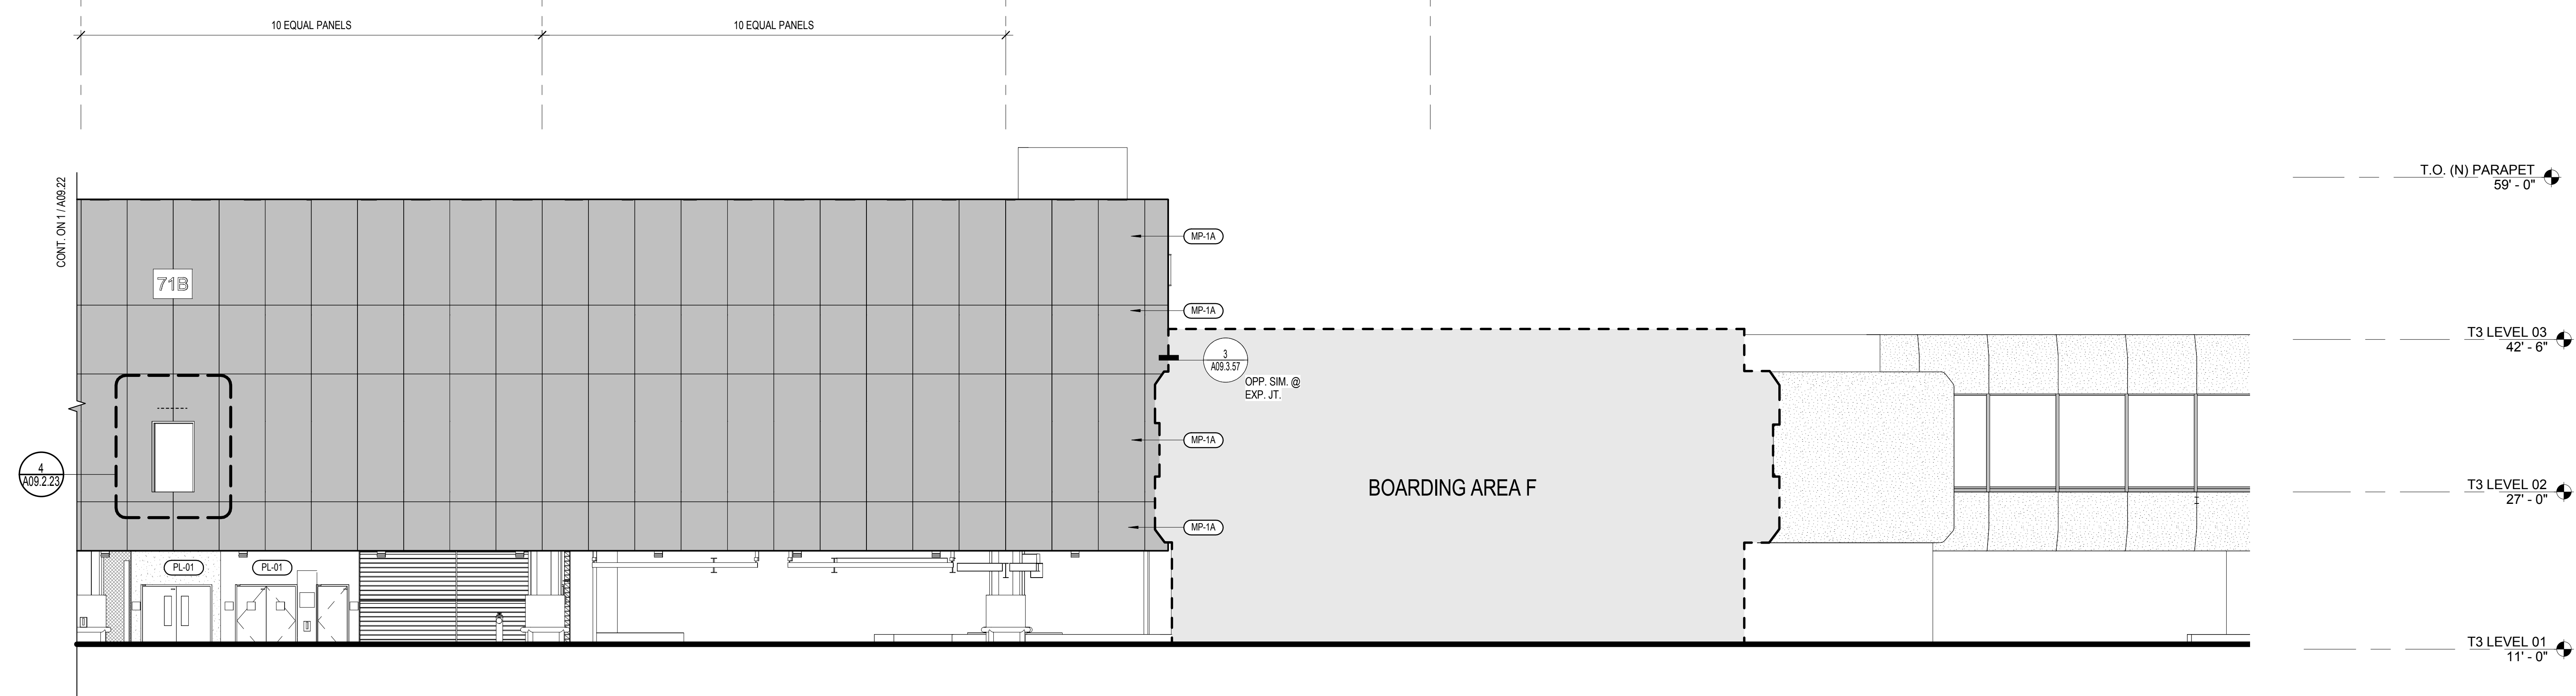 10 EQUAL PANELS
10 EQUAL PANELS
CONT. ON 1 / A09.22
T.O. (N) PARAPET
59' - 0"
MP-1A
71B
MP-1A
T3 LEVEL 03
42' - 6"
3
A09.3.57
OPP. SIM. @
EXP. JT.
MP-1A
4
A09.2.23
BOARDING AREA F
T3 LEVEL 02
27' - 0"
MP-1A
PL-01
PL-01
T3 LEVEL 01
11' - 0"